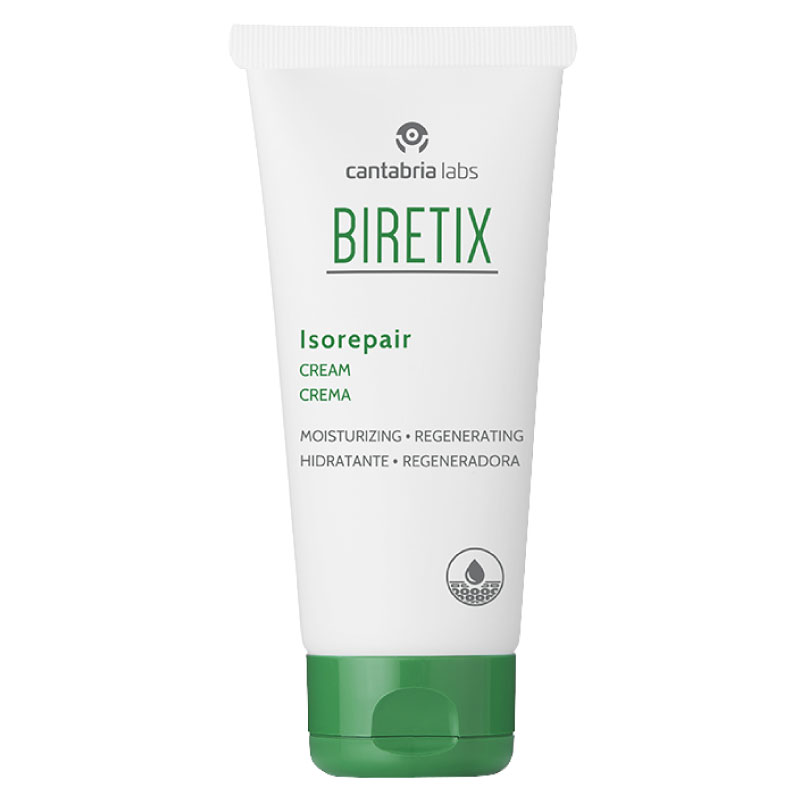 cantabria labs
BIRETIX
Isorepair
CREAM
CREMA
MOISTURIZING • REGENERATING
HIDRATANTE • REGENERADORA